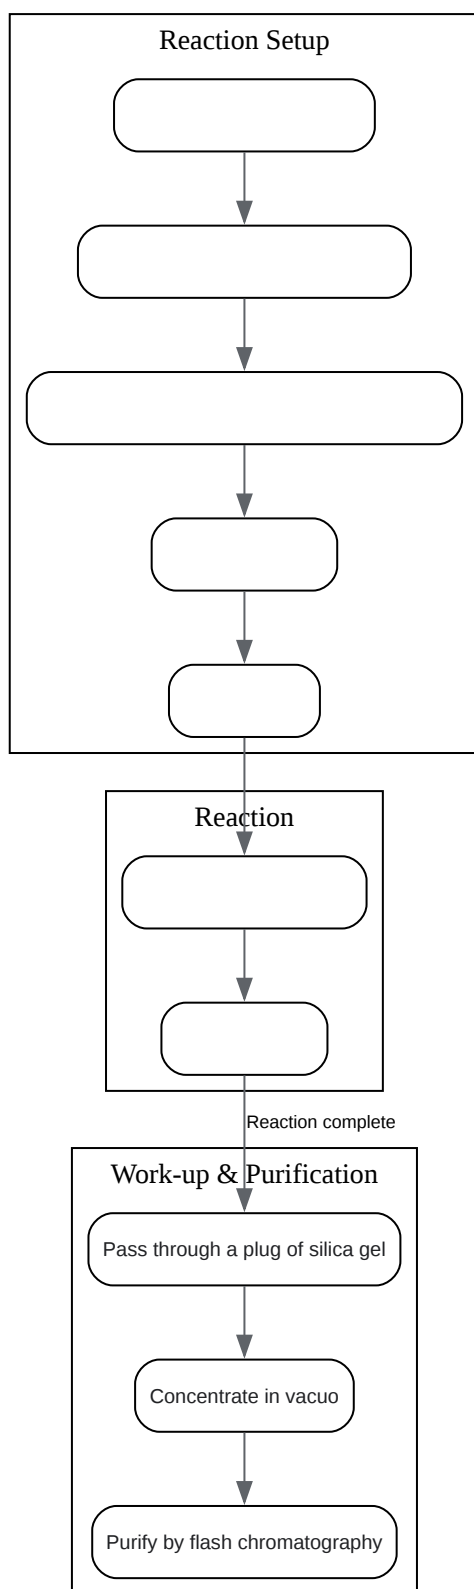 Reaction Setup
Reaction
Reaction complete
Work-up & Purification
Pass through a plug of silica gel
Concentrate in vacuo
Purify by flash chromatography